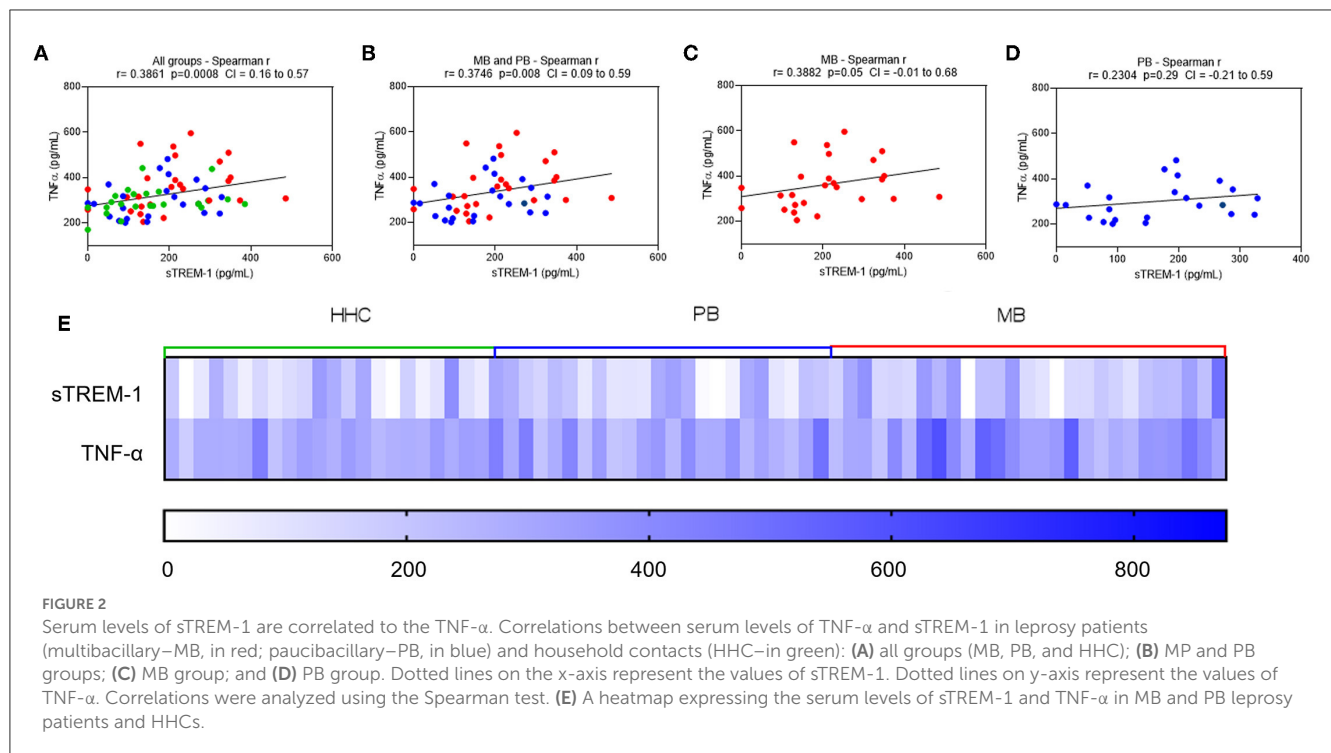 A
All groups - Spearman r
r= 0.3861 p=0.0008 CI = 0.16 to 0.57
800
600
400
200
0
TNFα (pg/mL)
0 200 400 600
sTREM-1 (pg/mL)
B
MB and PB - Spearman r
r= 0.3746 p=0.008 CI = 0.09 to 0.59
800
600
400
200
0
TNFα (pg/mL)
0 200 400 600
sTREM-1 (pg/mL)
C
MB - Spearman r
r= 0.3882 p=0.05 CI = -0.01 to 0.68
800
600
400
200
0
TNFα (pg/mL)
0 200 400 600
sTREM-1 (pg/mL)
D
PB - Spearman r
r= 0.2304 p=0.29 CI = -0.21 to 0.59
800
600
400
200
0
TNFα (pg/mL)
0 100 200 300 400
sTREM-1 (pg/mL)
E
HHC PB MB
sTREM-1
TNF-α
0 200 400 600 800
FIGURE 2
Serum levels of sTREM-1 are correlated to the TNF-α. Correlations between serum levels of TNF-α and sTREM-1 in leprosy patients
(multibacillary–MB, in red; paucibacillary–PB, in blue) and household contacts (HHC–in green): (A) all groups (MB, PB, and HHC); (B) MP and PB
groups; (C) MB group; and (D) PB group. Dotted lines on the x-axis represent the values of sTREM-1. Dotted lines on y-axis represent the values of
TNF-α. Correlations were analyzed using the Spearman test. (E) A heatmap expressing the serum levels of sTREM-1 and TNF-α in MB and PB leprosy
patients and HHCs.